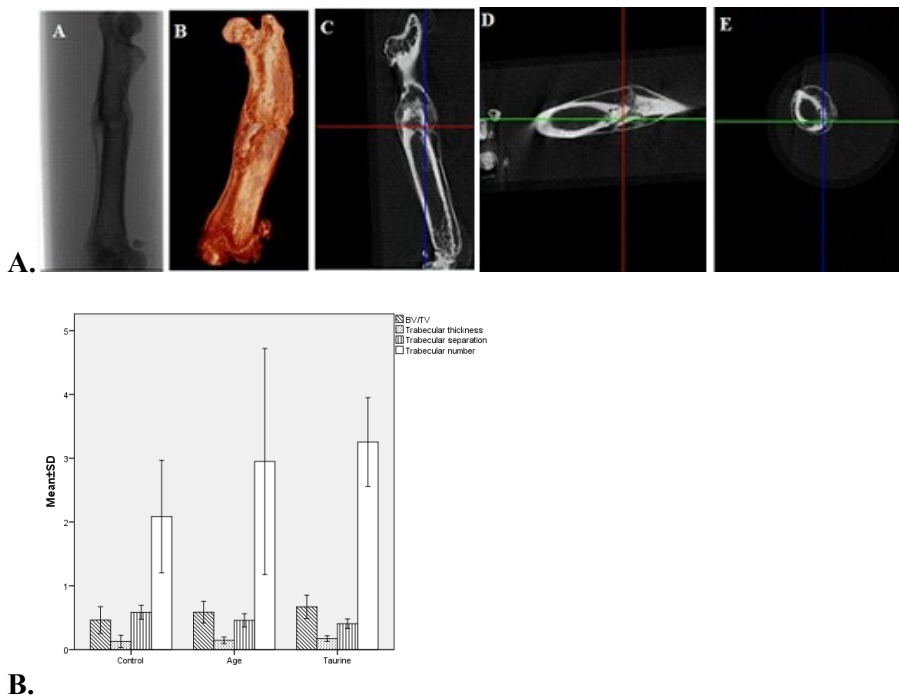 A B C D E
A.
BV/TV
Trabecular thickness
Trabecular separation
Trabecular number
5
4
3
2
1
0
Mean±SD
Control Age Taurine
B.